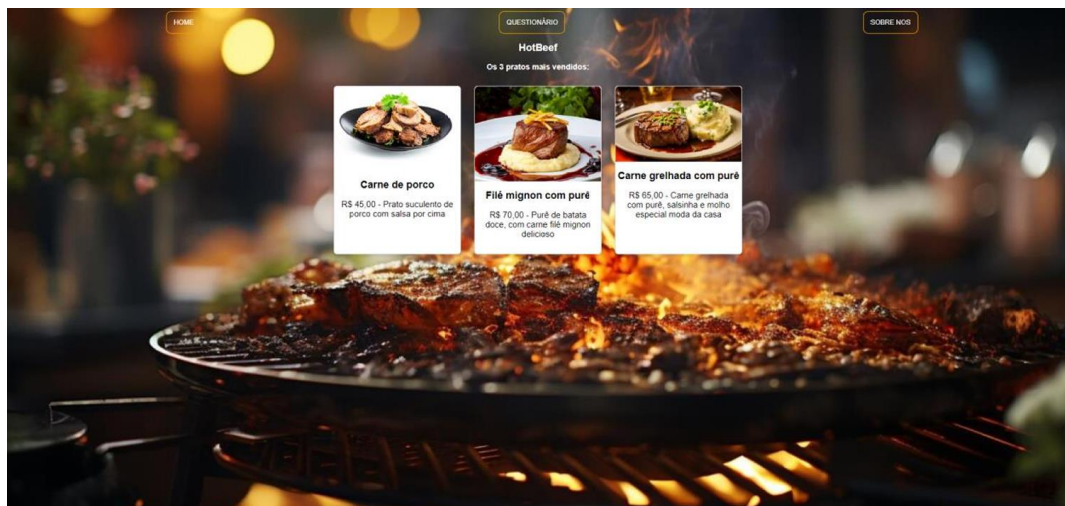 HOME
QUESTIONÁRIO
SOBRE NOS
HotBeef
Os 3 pratos mais vendidos:
Carne de porco
R$ 45,00 - Prato suculento de
porco com salsa por cima
Filé mignon com purê
R$ 70,00 - Purê de batata
doce, com carne filé mignon
delicioso
Carne grelhada com purê
R$ 65,00 - Carne grelhada
com purê, salsinha e molho
especial moda da casa